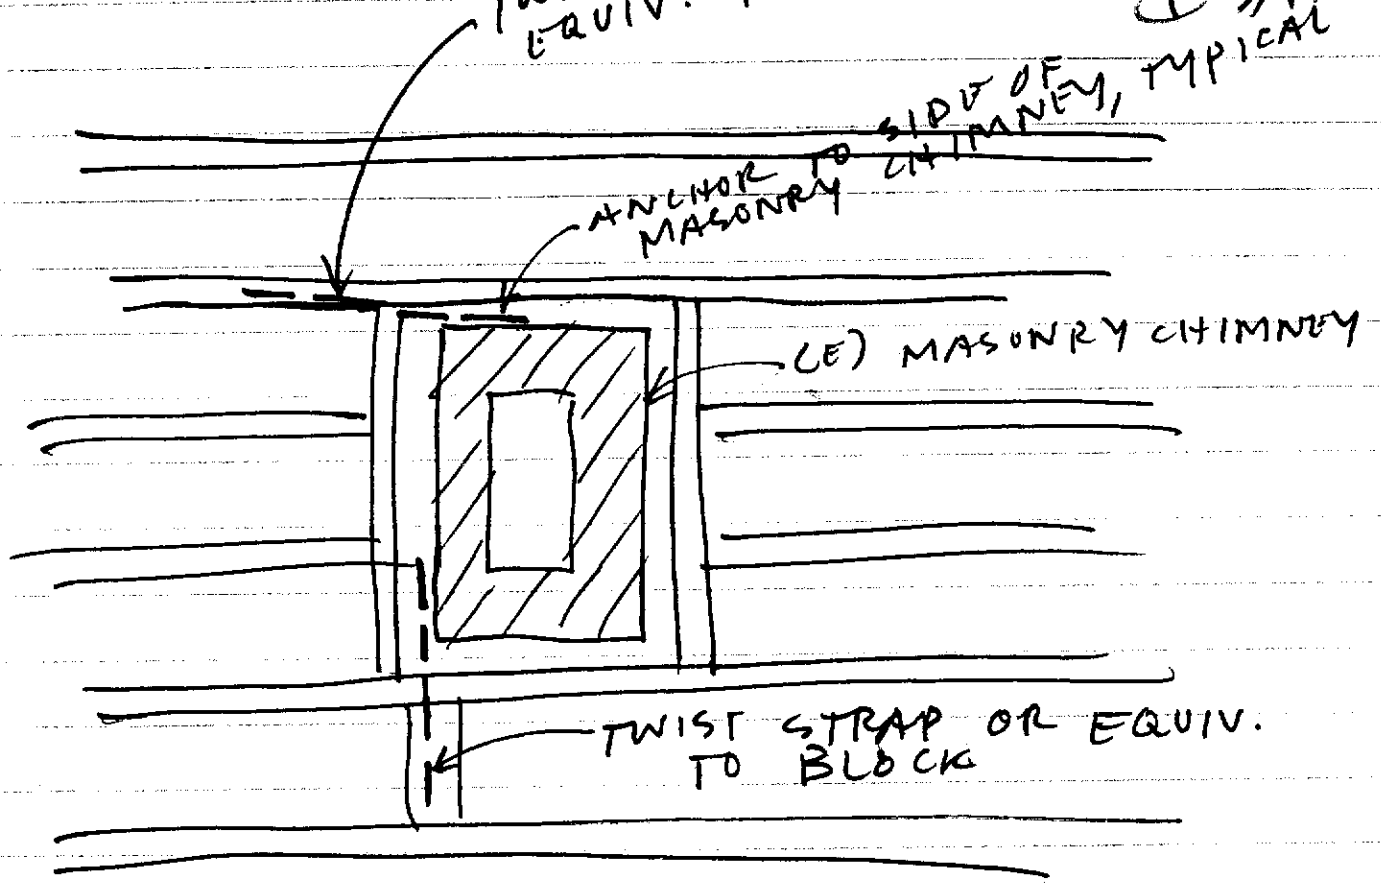 EQUIV.
ANCHOR TO SIDE OF
MASONRY CHIMNEY, TYPICAL
(E) MASONRY CHIMNEY
TWIST STRAP OR EQUIV.
TO BLOCK